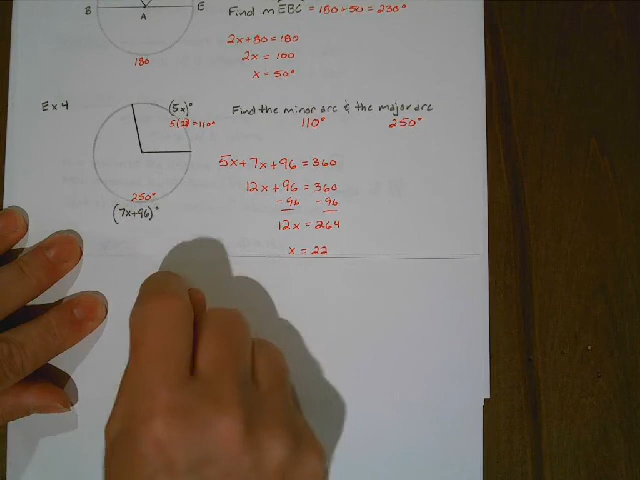 B
E
A
180
Find m EBC = 180+50 = 230°
2x+80 = 180
2x = 100
x = 50°
Ex 4
(5x)°
5(22) = 110°
Find the minor arc & the major arc
110° 250°
250°
(7x+96)°
5x+7x+96 = 360
12x+96 = 360
-96 -96
12x = 264
x = 22